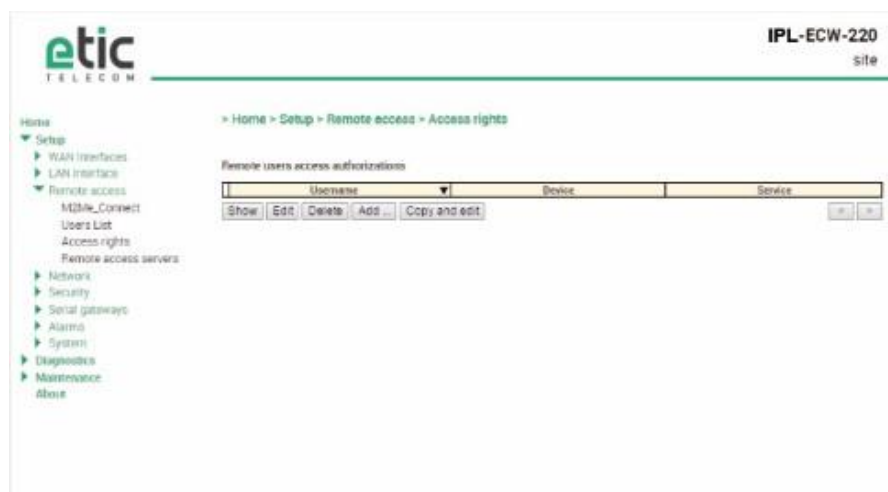 etic
TELECOM
IPL-ECW-220
site
Home
Setup
WAN Interfaces
LAN Interface
Remote access
M2Me_Connect
Users List
Access rights
Remote access servers
Network
Security
Serial gateways
Alarms
System
Diagnostics
Maintenance
About
> Home > Setup > Remote access > Access rights
Remote users access authorizations
Username Device Service
Show Edit Delete Add ... Copy and edit